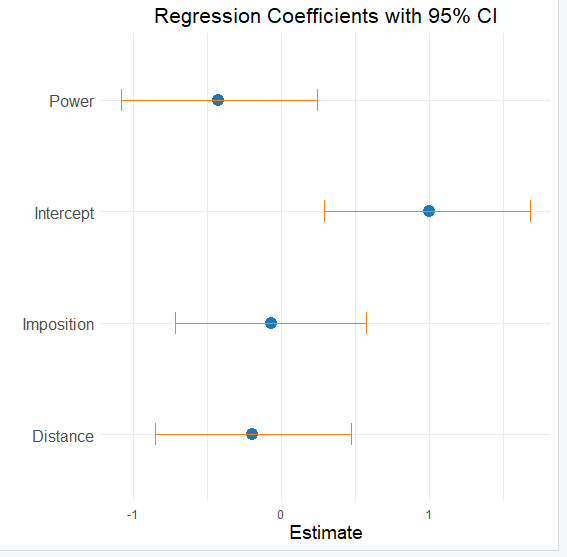 Regression Coefficients with 95% CI
Power
Intercept
Imposition
Distance
-1 0 1
Estimate